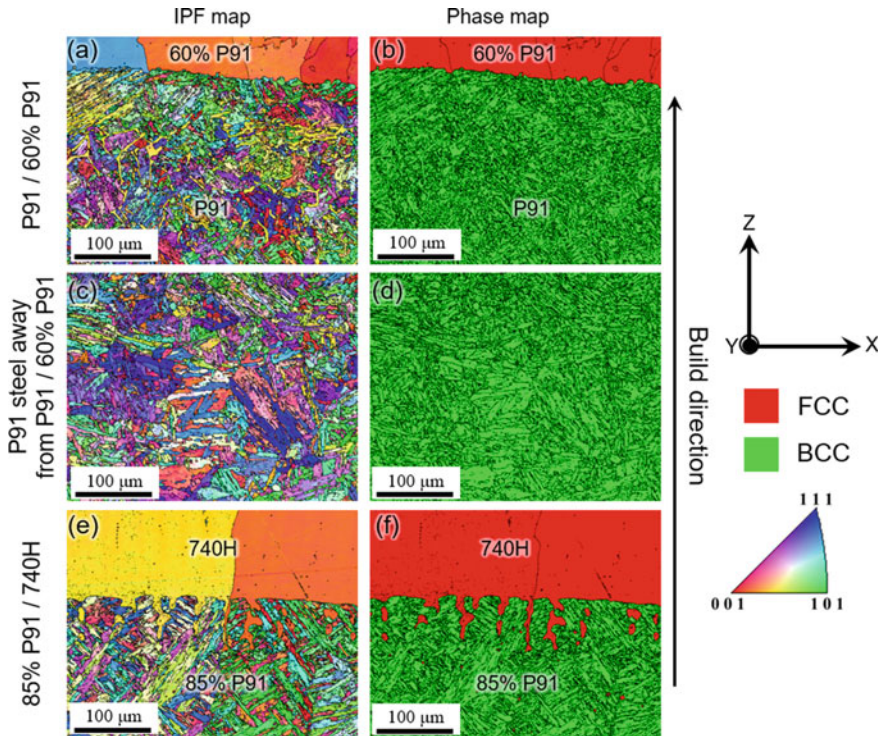 IPF map
Phase map
P91 / 60% P91
(a)
60% P91
P91
100 μm
(b)
60% P91
P91
100 μm
P91 steel away
from P91 / 60% P91
(c)
100 μm
(d)
100 μm
85% P91 / 740H
(e)
740H
85% P91
100 μm
(f)
740H
85% P91
100 μm
Build direction
Z
Y
X
FCC
BCC
1 1 1
0 0 1
1 0 1